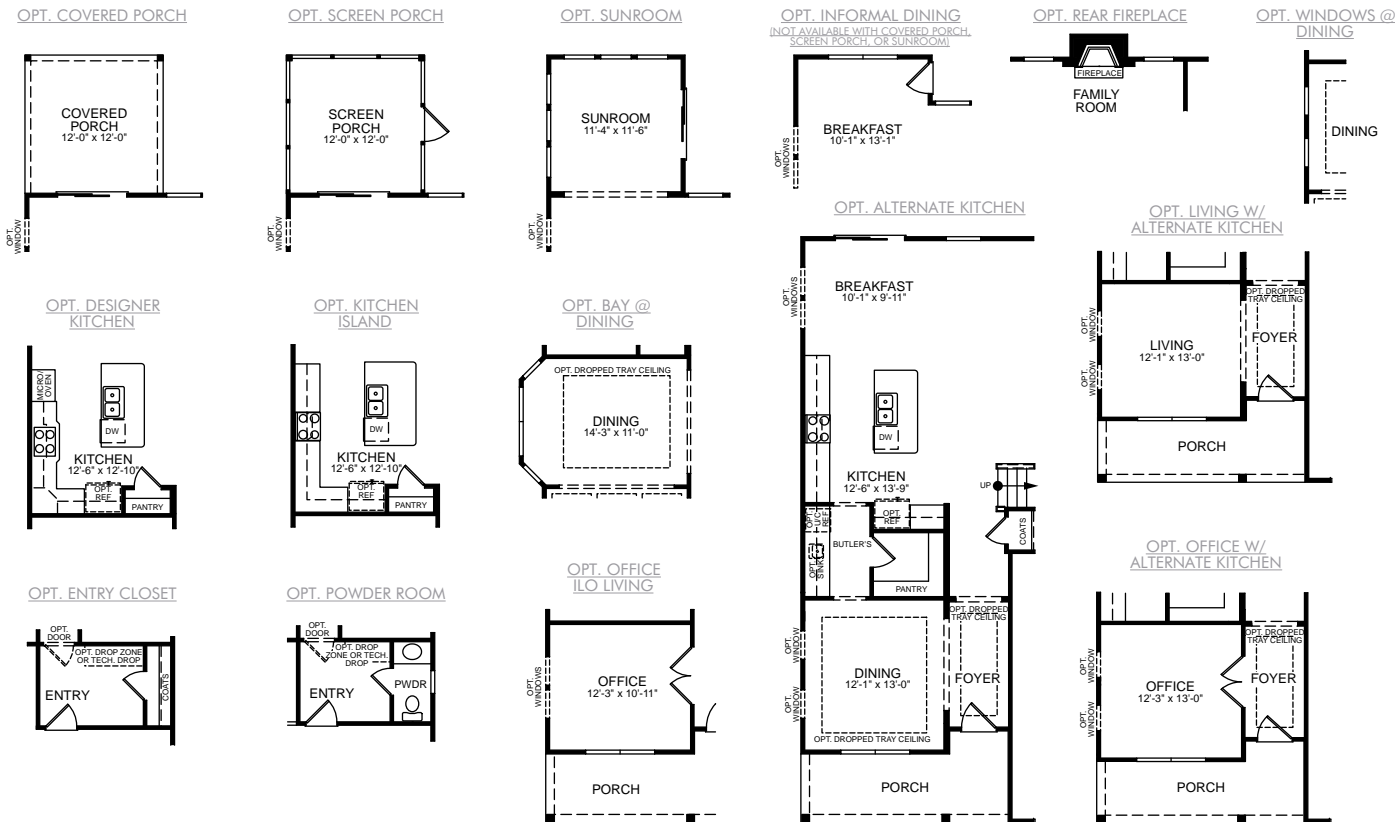 OPT. COVERED PORCH
COVERED
PORCH
12'-0" x 12'-0"
OPT.
WINDOW
OPT. SCREEN PORCH
SCREEN
PORCH
12'-0" x 12'-0"
OPT.
WINDOW
OPT. SUNROOM
SUNROOM
11'-4" x 11'-6"
OPT.
WINDOW
OPT. INFORMAL DINING
(NOT AVAILABLE WITH COVERED PORCH,
SCREEN PORCH, OR SUNROOM)
BREAKFAST
10'-1" x 13'-1"
OPT.
WINDOWS
OPT. REAR FIREPLACE
FIREPLACE
FAMILY
ROOM
OPT. WINDOWS @
DINING
DINING
OPT. DESIGNER
KITCHEN
MICRO/
OVEN
DW
KITCHEN
12'-6" x 12'-10"
OPT.
REF
PANTRY
OPT. KITCHEN
ISLAND
DW
KITCHEN
12'-6" x 12'-10"
OPT.
REF
PANTRY
OPT. BAY @
DINING
OPT. DROPPED TRAY CEILING
DINING
14'-3" x 11'-0"
OPT. ALTERNATE KITCHEN
BREAKFAST
10'-1" x 9'-11"
OPT.
WINDOWS
DW
KITCHEN
12'-6" x 13'-9"
OPT.
U/C
REF
OPT.
REF
UP
COATS
BUTLER'S
OPT.
SINK
PANTRY
OPT. DROPPED
TRAY CEILING
OPT.
WINDOW
DINING
12'-1" x 13'-0"
FOYER
OPT.
WINDOW
OPT. DROPPED TRAY CEILING
PORCH
OPT. LIVING W/
ALTERNATE KITCHEN
OPT. DROPPED
TRAY CEILING
OPT.
WINDOW
LIVING
12'-1" x 13'-0"
FOYER
OPT.
WINDOW
PORCH
OPT. ENTRY CLOSET
OPT.
DOOR
OPT. DROP ZONE
OR TECH. DROP
ENTRY
COATS
OPT. POWDER ROOM
OPT.
DOOR
OPT. DROP
ZONE OR TECH.
DROP
ENTRY
PWDR
OPT. OFFICE
ILO LIVING
OPT.
WINDOWS
OFFICE
12'-3" x 10'-11"
PORCH
OPT. OFFICE W/
ALTERNATE KITCHEN
OPT. DROPPED
TRAY CEILING
OPT.
WINDOW
OFFICE
12'-3" x 13'-0"
FOYER
OPT.
WINDOW
PORCH